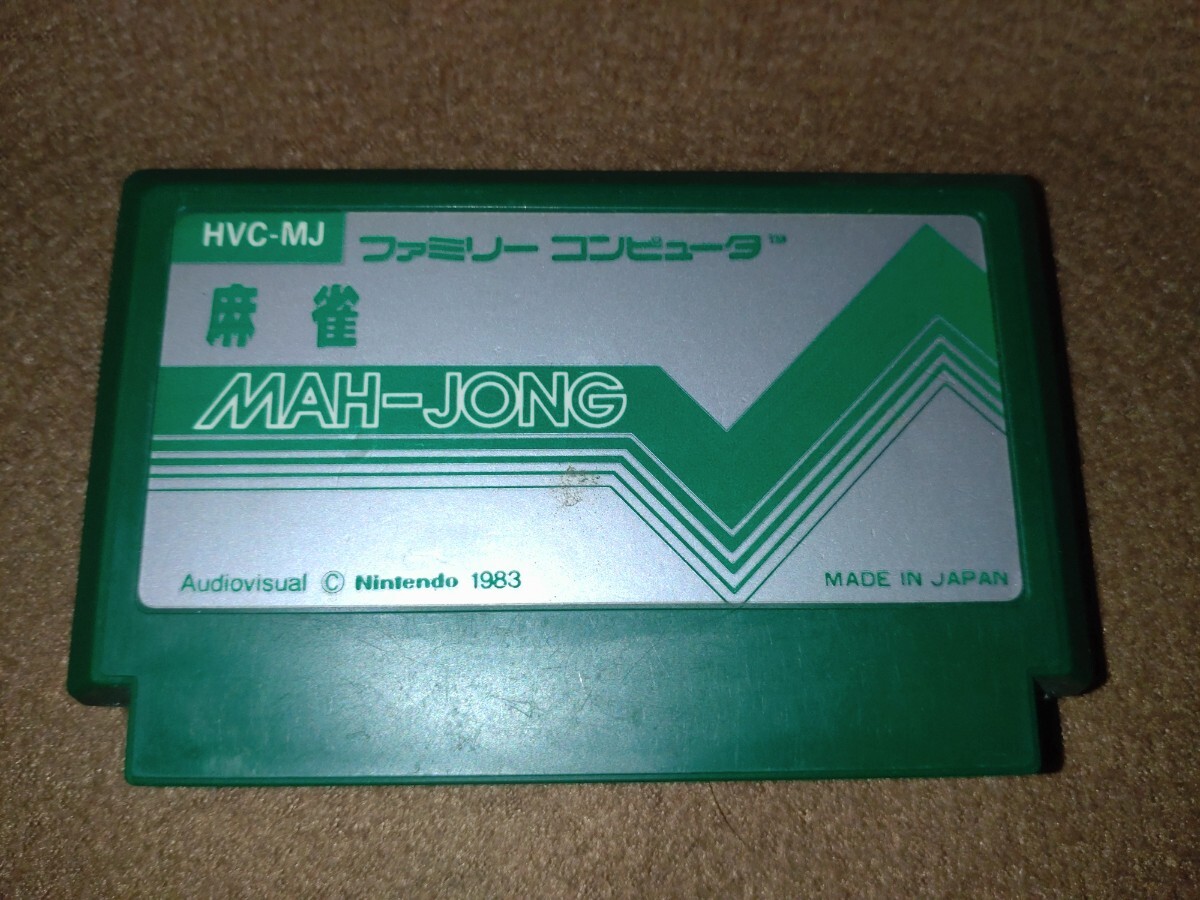 HVC-MJ
ファミリー コンピュータ™
麻雀
MAH-JONG
Audiovisual © Nintendo 1983
MADE IN JAPAN